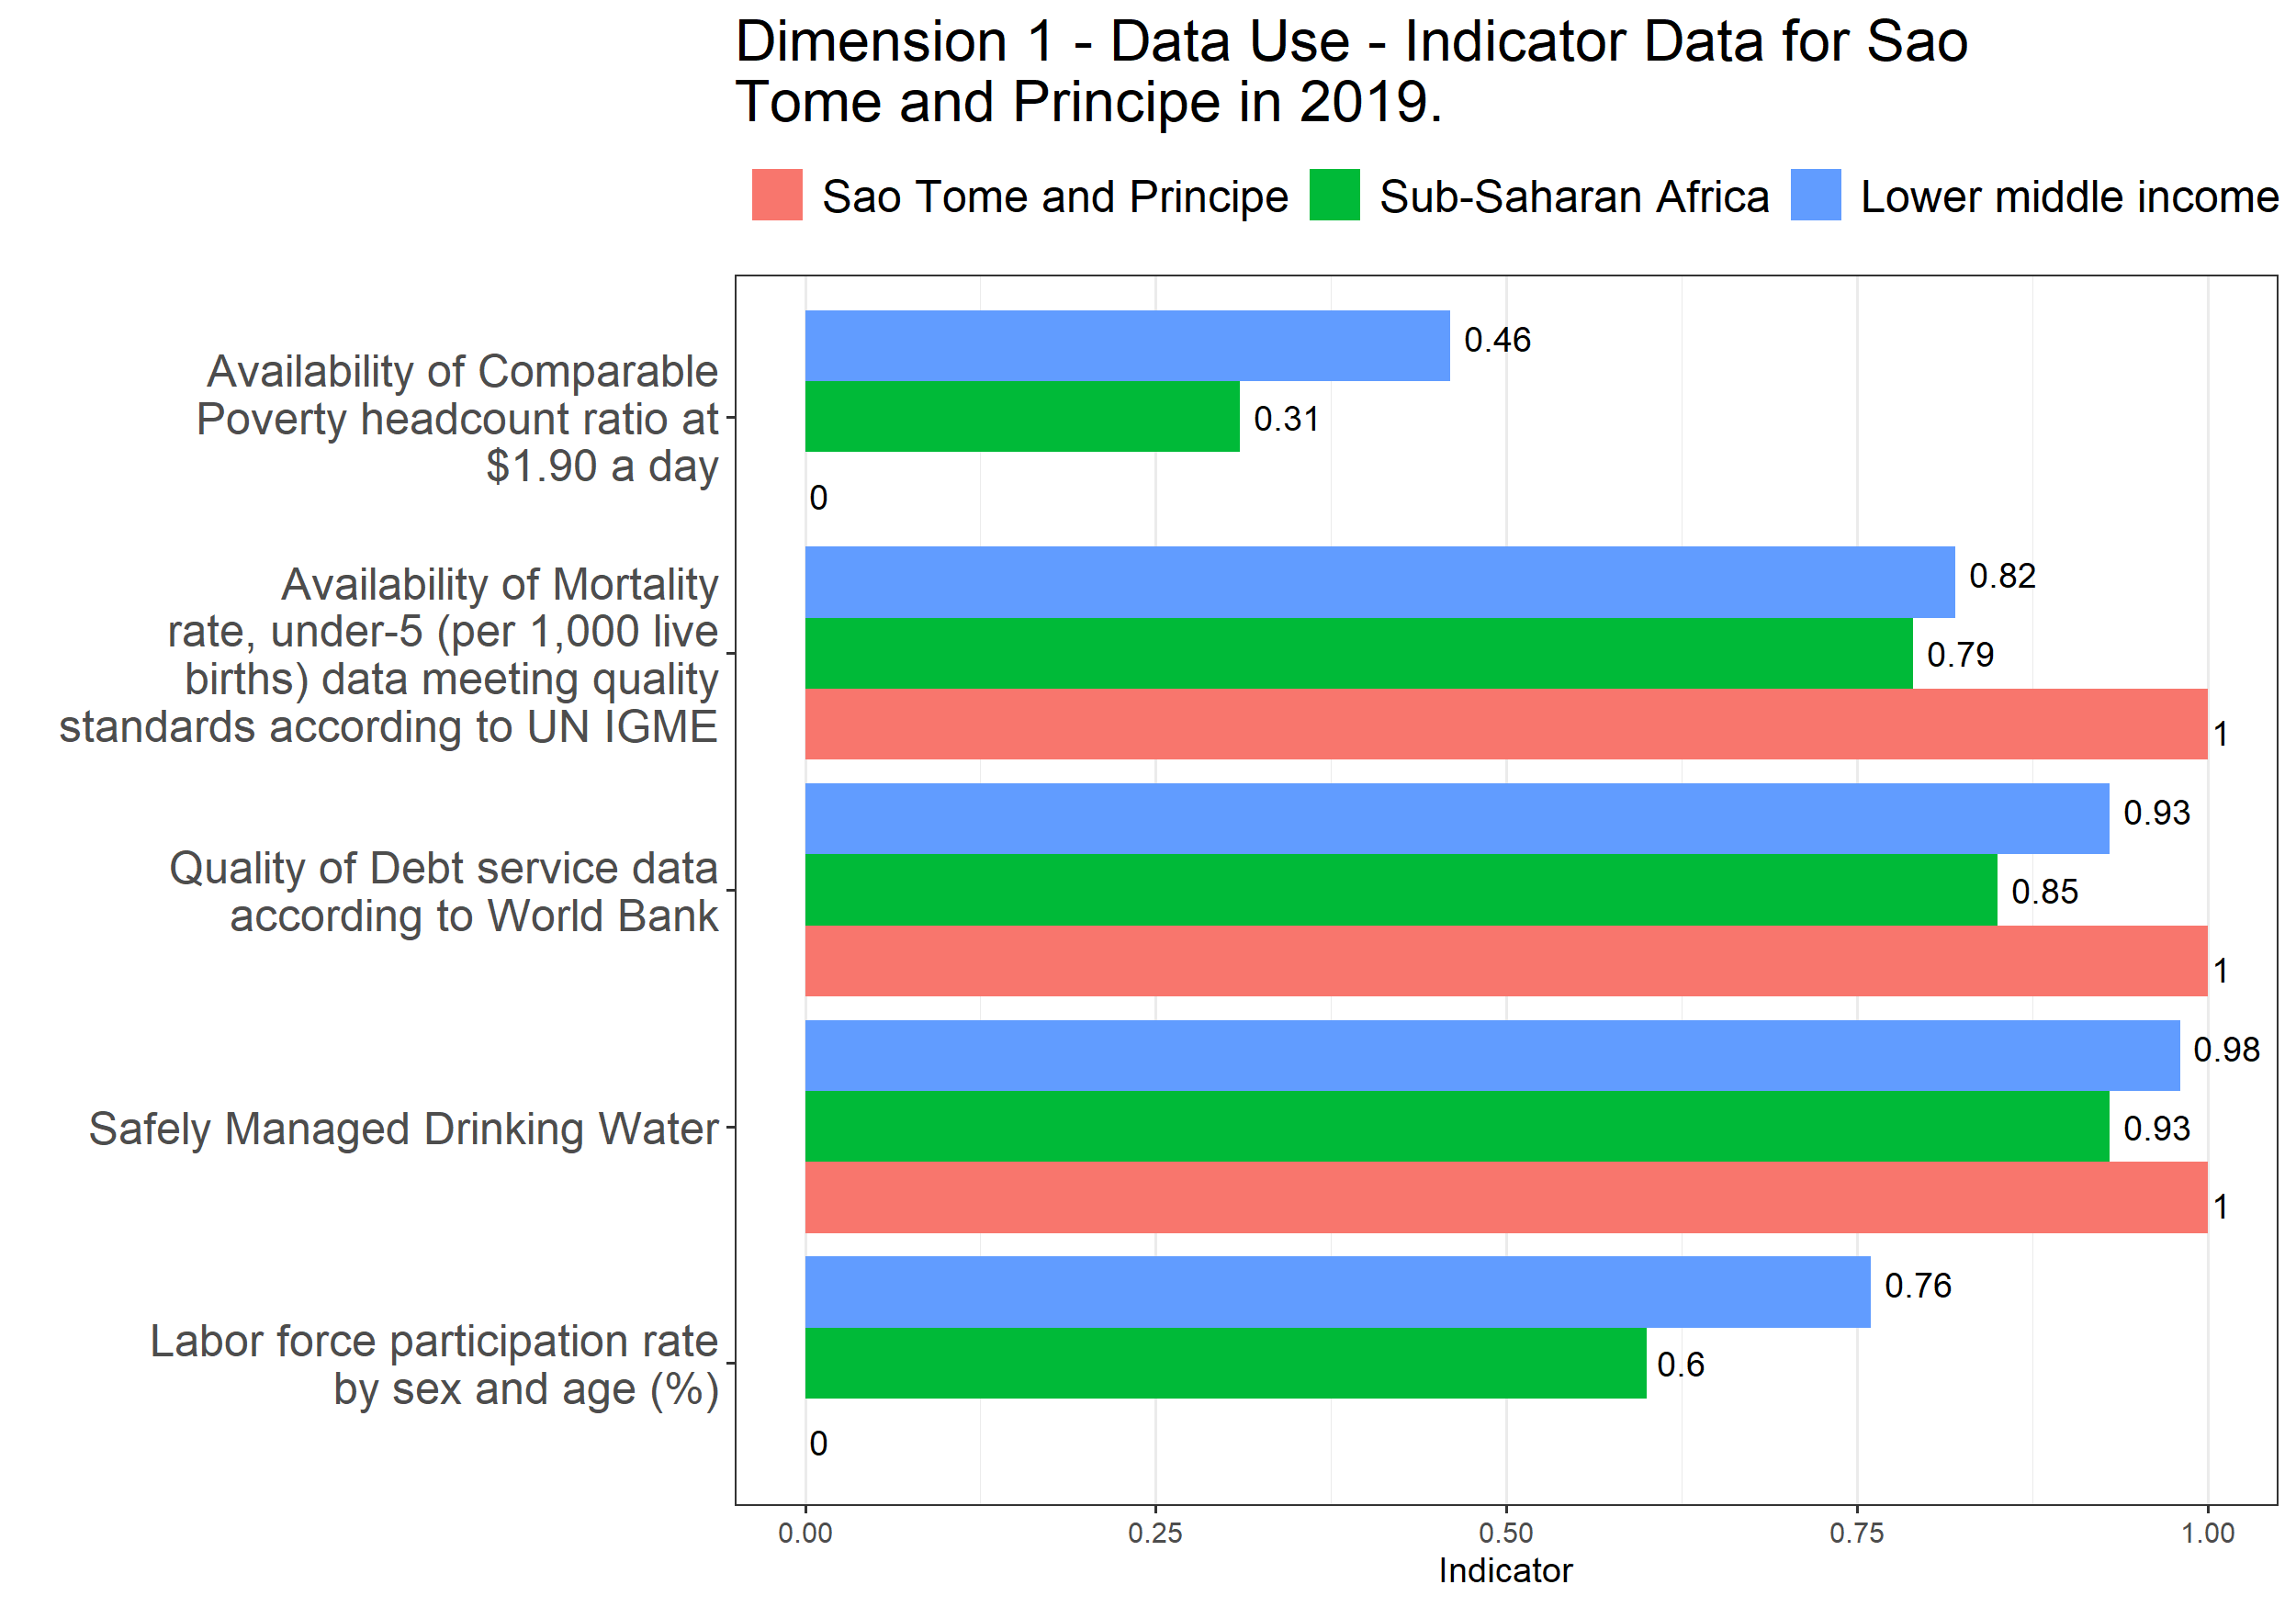 Dimension 1 - Data Use - Indicator Data for Sao
Tome and Principe in 2019.
Sao Tome and Principe
Sub-Saharan Africa
Lower middle income
Availability of Comparable
Poverty headcount ratio at
$1.90 a day
0.46
0.31
0
Availability of Mortality
rate, under-5 (per 1,000 live
births) data meeting quality
standards according to UN IGME
0.82
0.79
1
Quality of Debt service data
according to World Bank
0.93
0.85
1
Safely Managed Drinking Water
0.98
0.93
1
Labor force participation rate
by sex and age (%)
0.76
0.6
0
0.00
0.25
0.50
0.75
1.00
Indicator